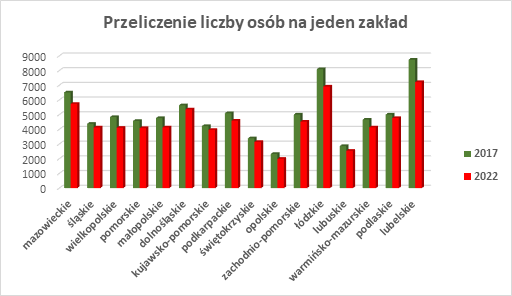 Przeliczenie liczby osób na jeden zakład
9000
8000
7000
6000
5000
4000
3000
2000
1000
0
2017
2022
mazowieckie
śląskie
wielkopolskie
pomorskie
małopolskie
dolnośląskie
kujawsko-pomorskie
podkarpackie
świętokrzyskie
opolskie
zachodnio-pomorskie
łódzkie
lubuskie
warmińsko-mazurskie
podlaskie
lubelskie